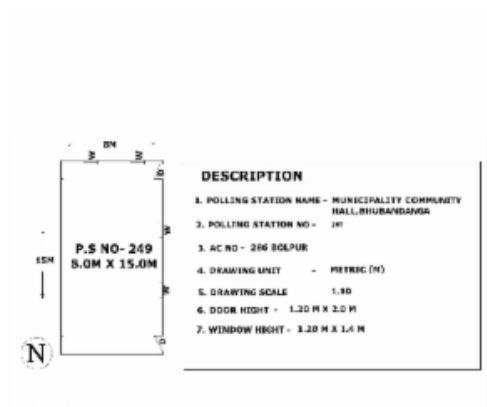 8M
W
W
D
DESCRIPTION
1. POLLING STATION NAME - MUNICIPALITY COMMUNITY
HALL,BHUBANDANGA
2. POLLING STATION NO -
W
P.S NO- 249
8.0M X 15.0M
15M
3. AC NO - 286 BOLPUR
4. DRAWING UNIT - METRIC (M)
5. DRAWING SCALE
W
6. DOOR HIGHT - 1.20 M X 2.0 M
7. WINDOW HIGHT - 1.20 M X 1.4 M
D
N